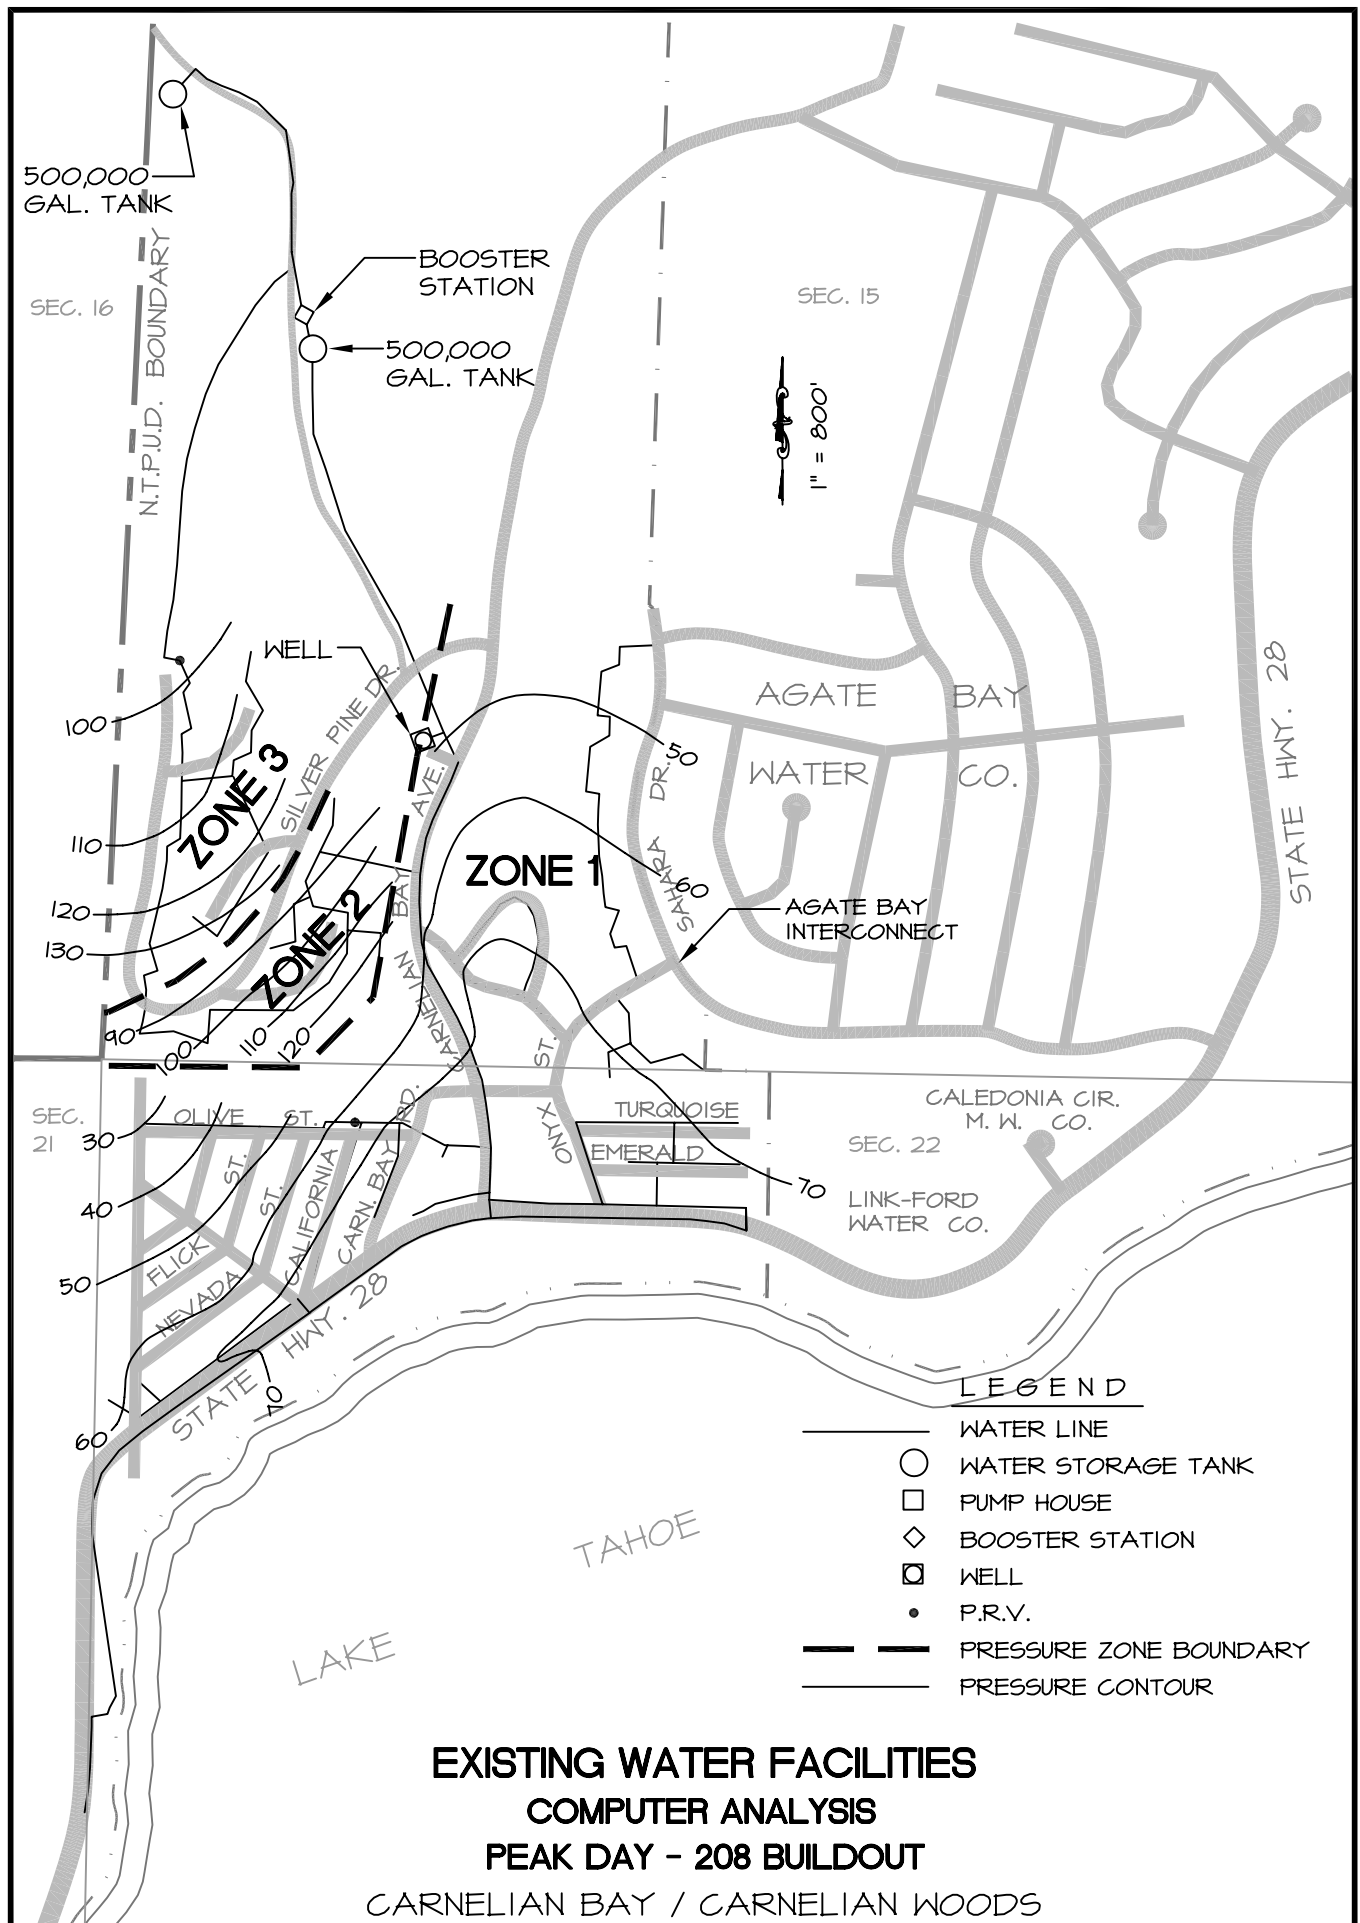 500,000
GAL. TANK
N.T.P.U.D. BOUNDARY
SEC. 16
BOOSTER
STATION
500,000
GAL. TANK
SEC. 15
1" = 800'
WELL
SILVER PINE DR.
100
110
120
130
ZONE 3
ZONE 2
ZONE 1
90
100
110
120
CARNELIAN BAY AVE.
50
60
SAHARA DR.
AGATE BAY
WATER CO.
AGATE BAY
INTERCONNECT
STATE HWY. 28
SEC.
21
30
40
50
60
70
OLIVE ST.
ST.
ST.
CALIFORNIA
CARN. BAY RD.
FLICK
NEVADA
STATE HWY. 28
ONYX ST.
TURQUOISE
EMERALD
70
CALEDONIA CIR.
M. W. CO.
SEC. 22
LINK-FORD
WATER CO.
LAKE TAHOE
LEGEND
WATER LINE
WATER STORAGE TANK
PUMP HOUSE
BOOSTER STATION
WELL
P.R.V.
PRESSURE ZONE BOUNDARY
PRESSURE CONTOUR
EXISTING WATER FACILITIES
COMPUTER ANALYSIS
PEAK DAY - 208 BUILDOUT
CARNELIAN BAY / CARNELIAN WOODS